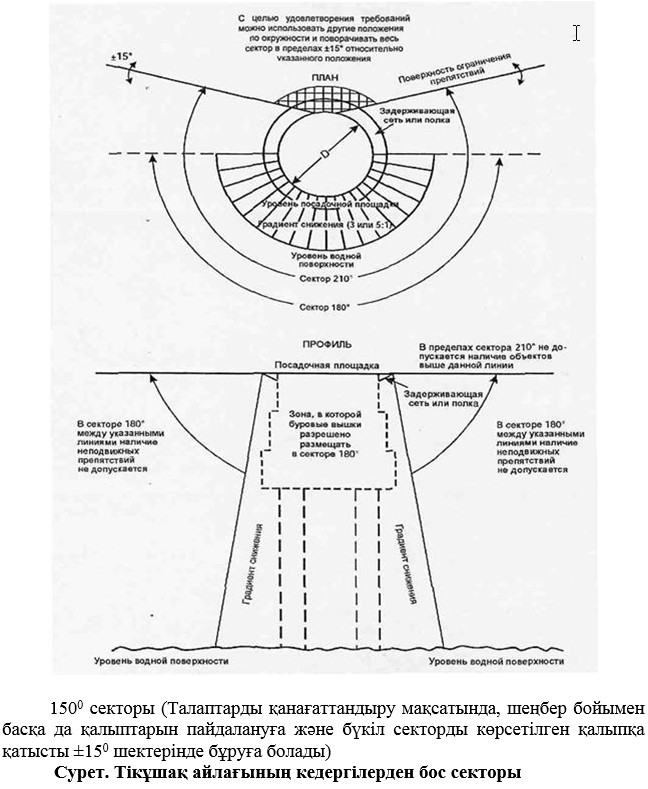 С целью удовлетворения требований
можно использовать другие положения
по окружности и поворачивать весь
сектор в пределах ±15° относительно
указанного положения
±15°
ПЛАН
Поверхность ограничения
препятствий
Задерживающая
сеть или полка
D
Уровень посадочной площадки
Градиент снижения (3 или 5:1)
Уровень водной
поверхности
Сектор 210°
Сектор 180°
ПРОФИЛЬ
В пределах сектора 210° не до-
пускается наличие объектов
выше данной линии
Посадочная площадка
Задерживающая
сеть или полка
Зона, в которой
буровые вышки
разрешено
размещать
в секторе 180°
В секторе 180°
между указанными
линиями наличие
неподвижных
препятствий
не допускается
В секторе 180°
между указанными
линиями наличие
неподвижных
препятствий
не допускается
Градиент снижения
Градиент снижения
Уровень водной поверхности
Уровень водной поверхности
150⁰ секторы (Талаптарды қанағаттандыру мақсатында, шеңбер бойымен
басқа да қалыптарын пайдалануға және бүкіл секторды көрсетілген қалыпқа
қатысты ±15⁰ шектерінде бұруға болады)
Сурет. Тікұшақ айлағының кедергілерден бос секторы